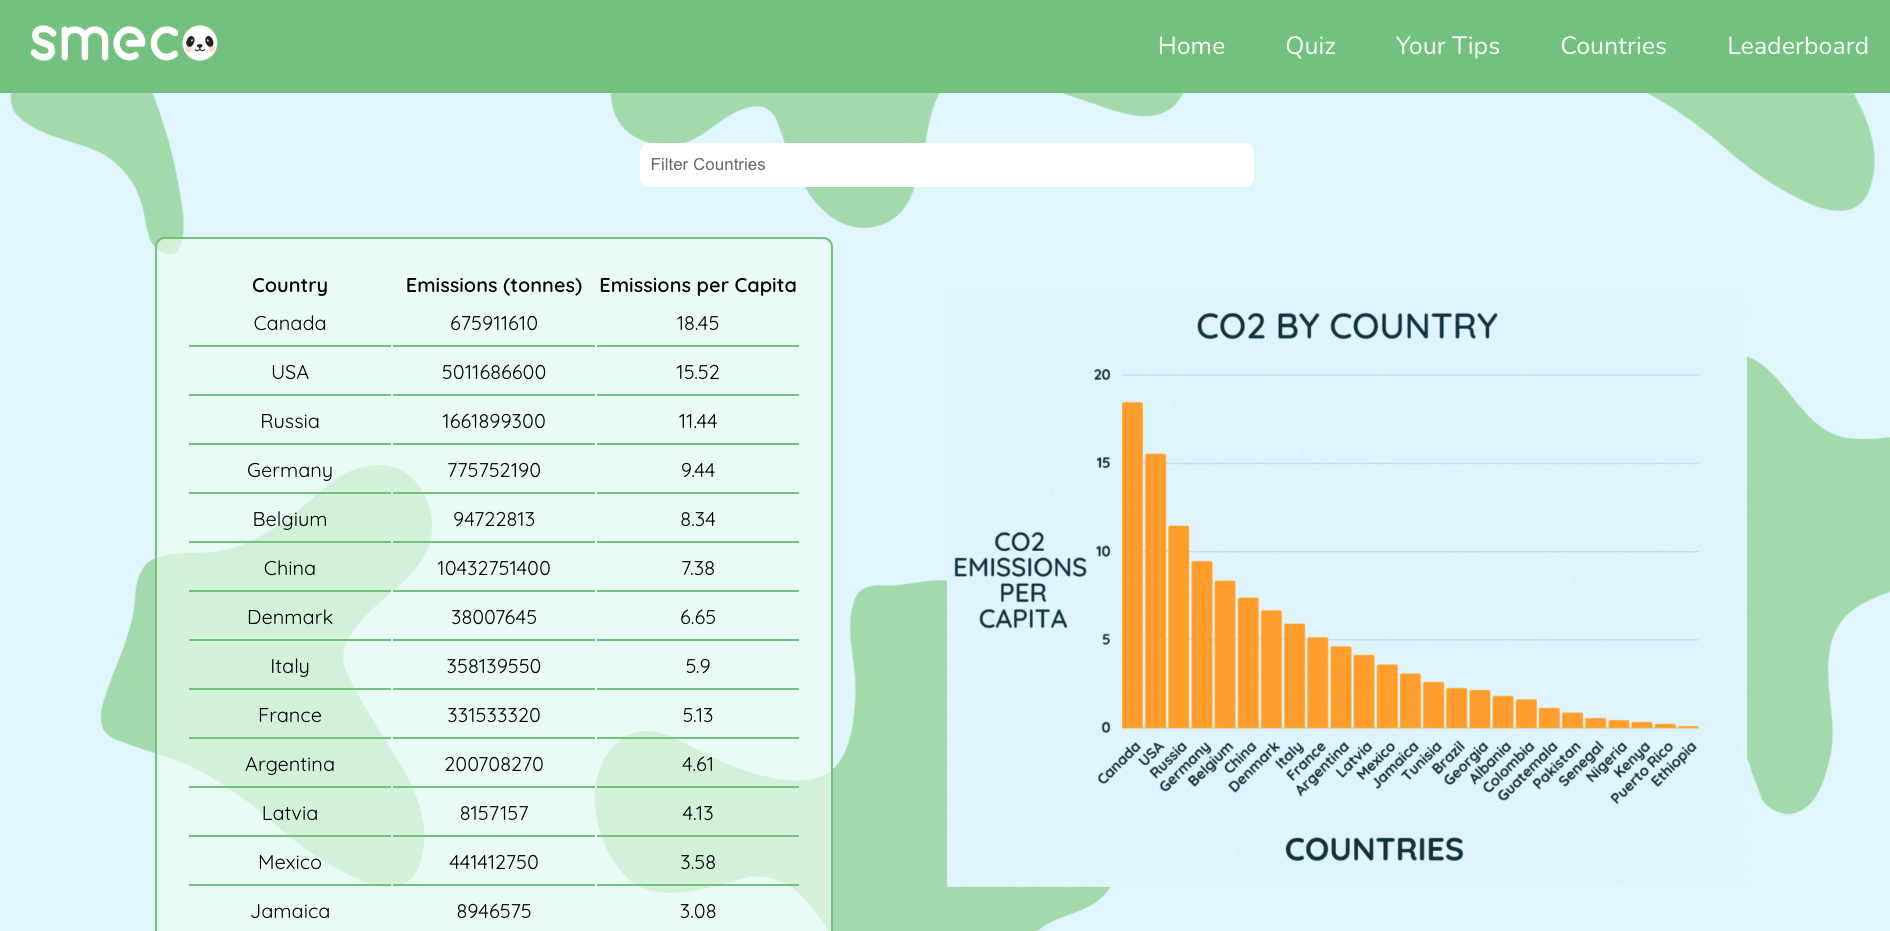 smeco
Home Quiz Your Tips Countries Leaderboard
Filter Countries
Country Emissions (tonnes) Emissions per Capita
Canada 675911610 18.45
USA 5011686600 15.52
Russia 1661899300 11.44
Germany 775752190 9.44
Belgium 94722813 8.34
China 10432751400 7.38
Denmark 38007645 6.65
Italy 358139550 5.9
France 331533320 5.13
Argentina 200708270 4.61
Latvia 8157157 4.13
Mexico 441412750 3.58
Jamaica 8946575 3.08
CO2 BY COUNTRY
20
15
10
5
0
CO2
EMISSIONS
PER
CAPITA
Canada
USA
Russia
Germany
Belgium
China
Denmark
Italy
France
Argentina
Latvia
Mexico
Jamaica
Tunisia
Brazil
Georgia
Albania
Colombia
Guatemala
Pakistan
Senegal
Nigeria
Kenya
Puerto Rico
Ethiopia
COUNTRIES